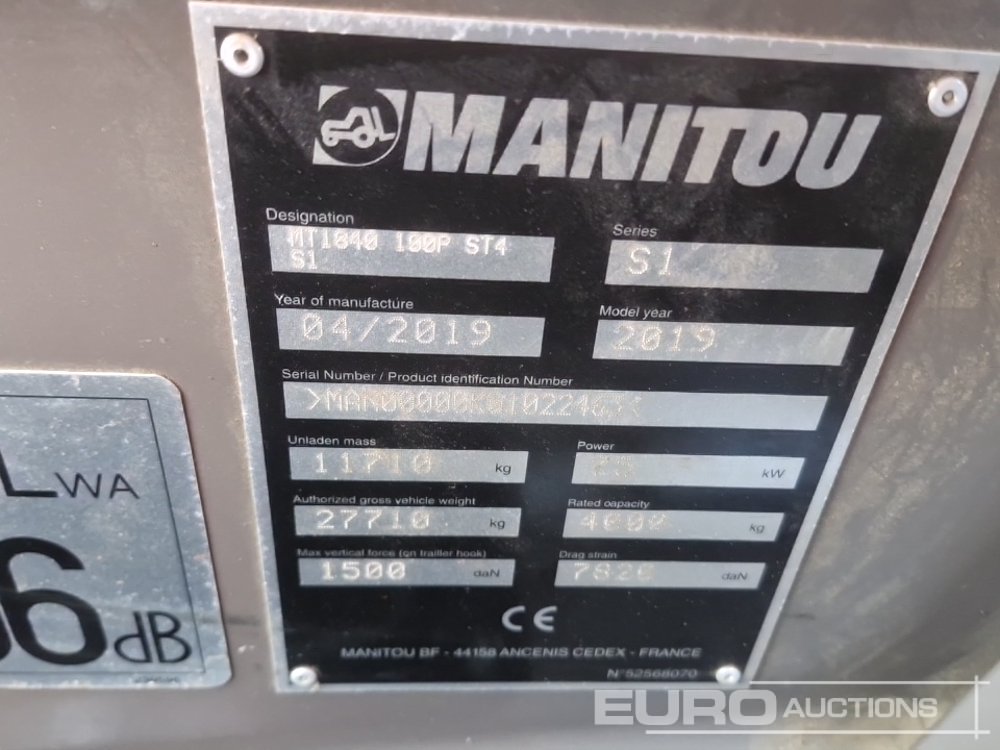 MANITOU
Designation
MT1840 100P ST4
S1
Series
S1
Year of manufacture
04/2019
Model year
2019
Serial Number / Product identification Number
Unladen mass
11710 kg
Power
kW
Authorized gross vehicle weight
27710 kg
Rated capacity
4000 kg
Max vertical force (on trailler hook)
1500 daN
Drag strain
daN
CE
MANITOU BF - 44158 ANCENIS CEDEX - FRANCE
N°52568070
LWA
6 dB
EURO AUCTIONS